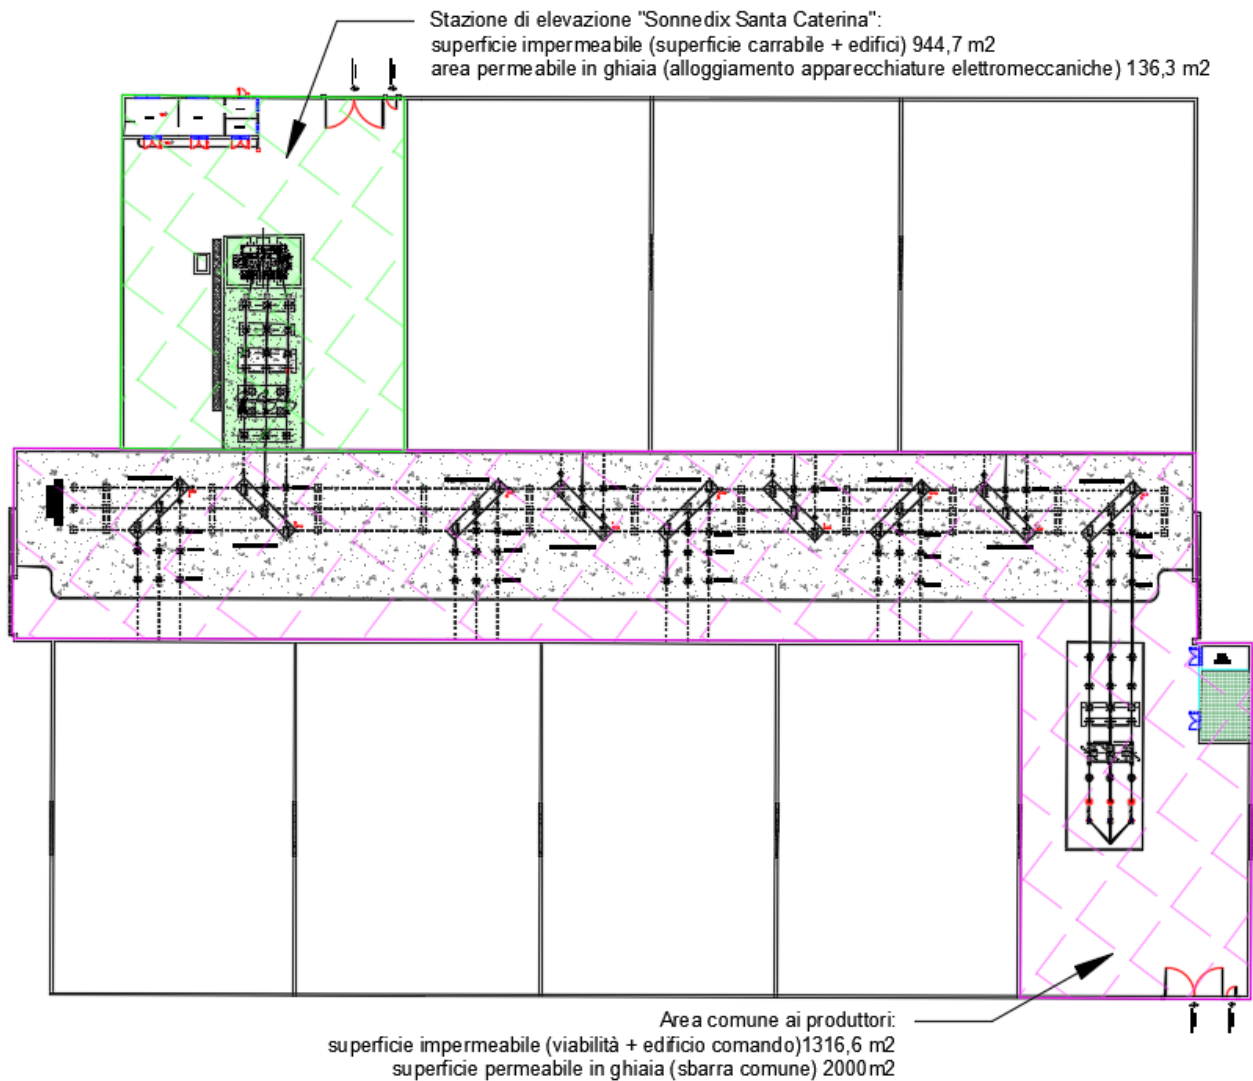 Stazione di elevazione "Sonnedix Santa Caterina":
superficie impermeabile (superficie carrabile + edifici) 944,7 m2
area permeabile in ghiaia (alloggiamento apparecchiature elettromeccaniche) 136,3 m2
Area comune ai produttori:
superficie impermeabile (viabilità + edificio comando)1316,6 m2
superficie permeabile in ghiaia (sbarra comune) 2000m2